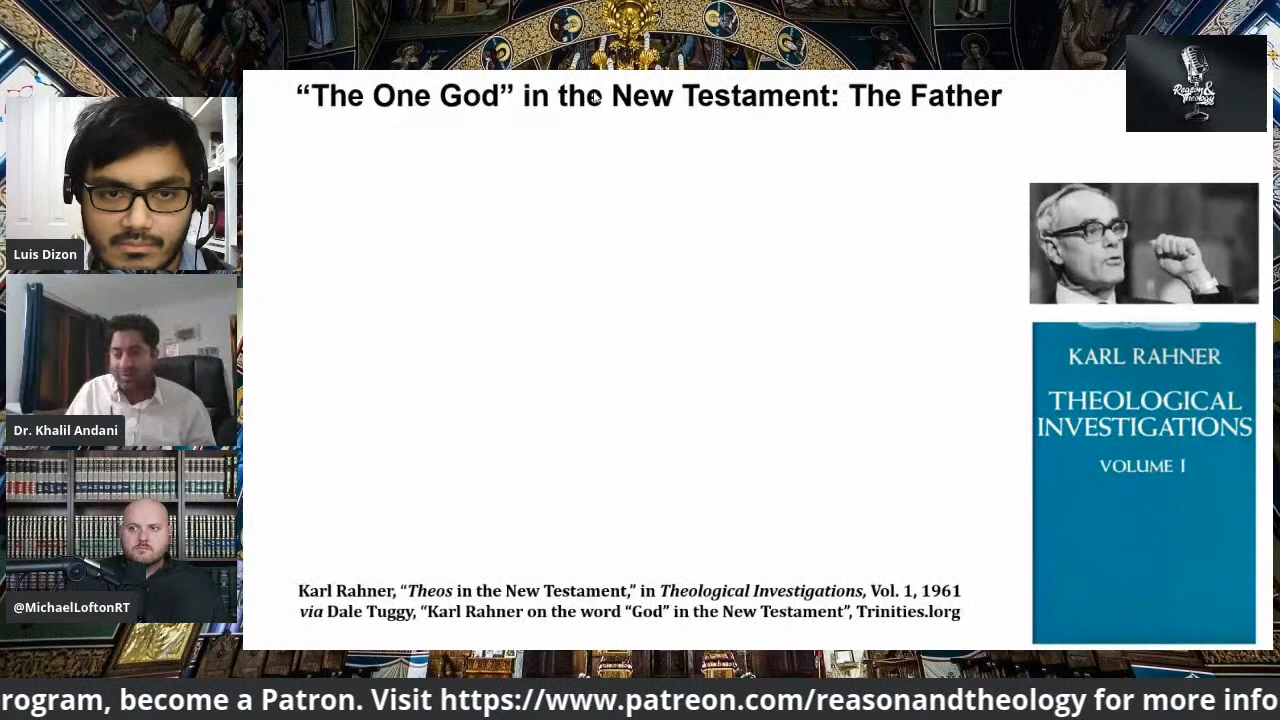 “The One God” in the New Testament: The Father
Reason &
Theology
Luis Dizon
Dr. Khalil Andani
@MichaelLoftonRT
KARL RAHNER
THEOLOGICAL
INVESTIGATIONS
VOLUME I
Karl Rahner, “Theos in the New Testament,” in Theological Investigations, Vol. 1, 1961
via Dale Tuggy, “Karl Rahner on the word “God” in the New Testament”, Trinities.lorg
rogram, become a Patron. Visit https://www.patreon.com/reasonandtheology for more info